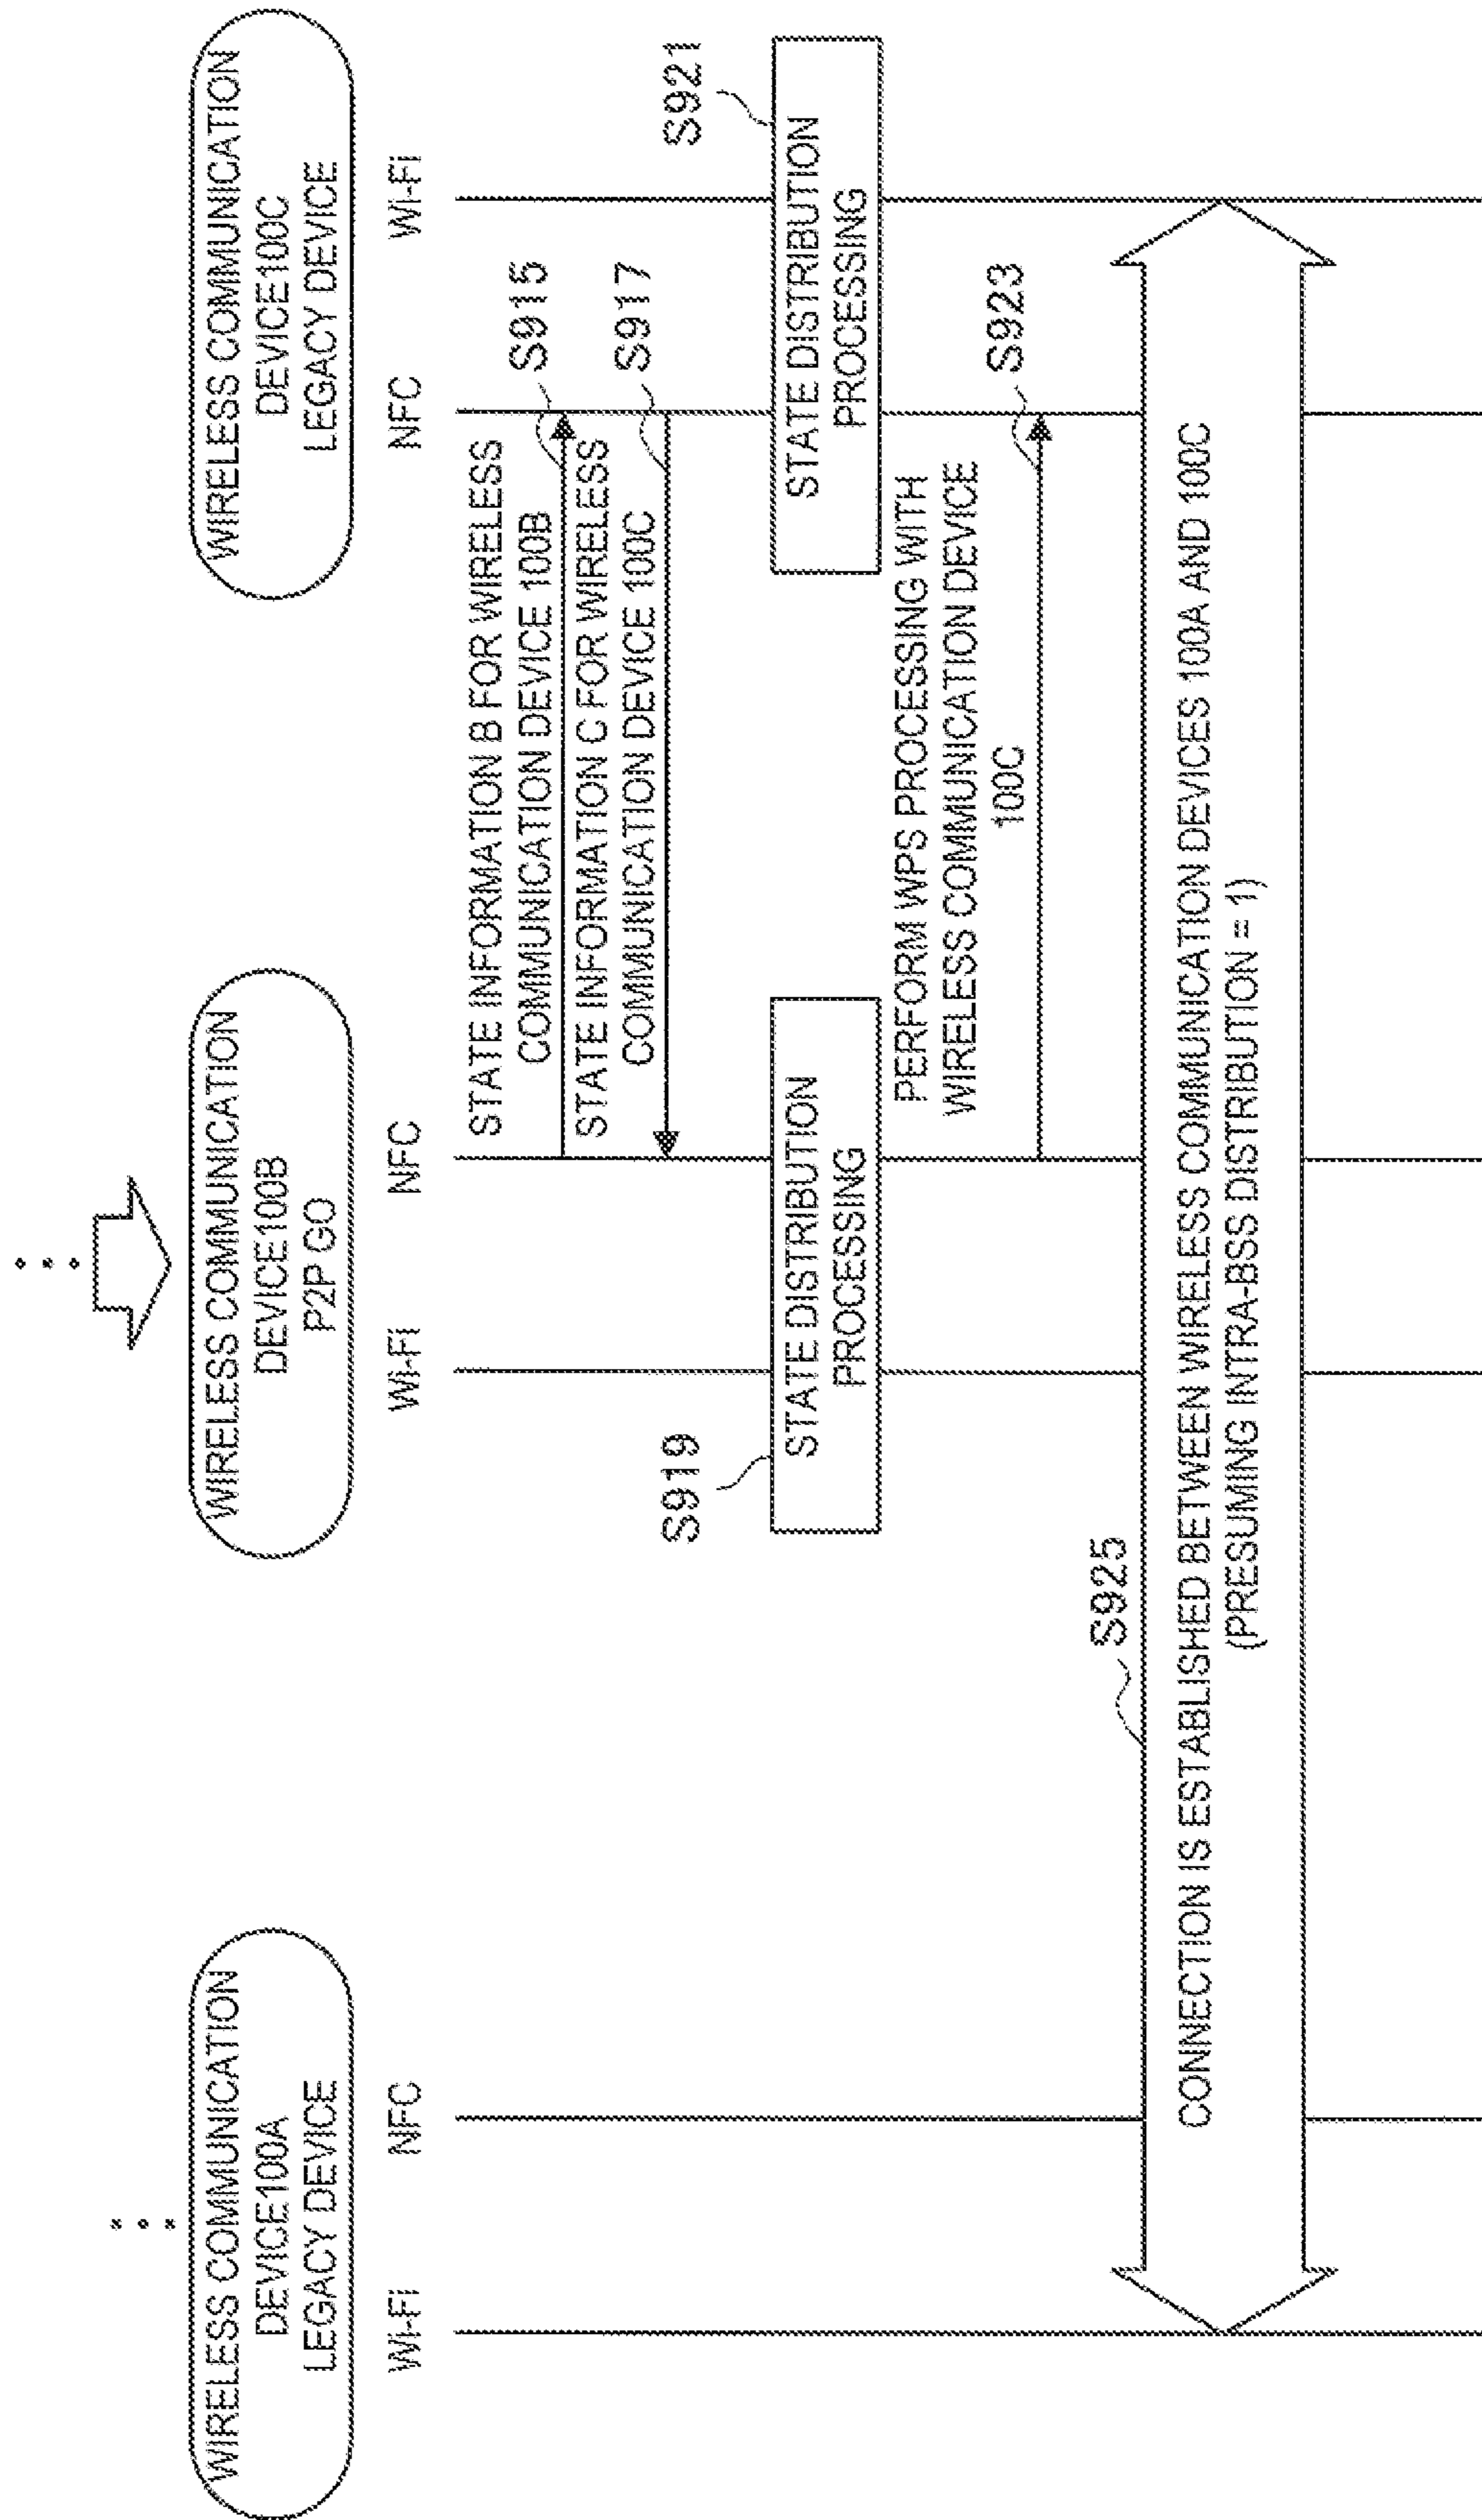 WIRELESS COMMUNICATION
DEVICE100A
LEGACY DEVICE
WIRELESS COMMUNICATION
DEVICE100B
P2P GO
WIRELESS COMMUNICATION
DEVICE100C
LEGACY DEVICE
Wi-Fi
NFC
Wi-Fi
NFC
NFC
Wi-Fi
STATE INFORMATION B FOR WIRELESS
COMMUNICATION DEVICE 100B
S915
STATE INFORMATION C FOR WIRELESS
COMMUNICATION DEVICE 100C
S917
S919
STATE DISTRIBUTION
PROCESSING
S921
STATE DISTRIBUTION
PROCESSING
PERFORM WPS PROCESSING WITH
WIRELESS COMMUNICATION DEVICE
100C
S923
S925
CONNECTION IS ESTABLISHED BETWEEN WIRELESS COMMUNICATION DEVICES 100A AND 100C
(PRESUMING INTRA-BSS DISTRIBUTION = 1)